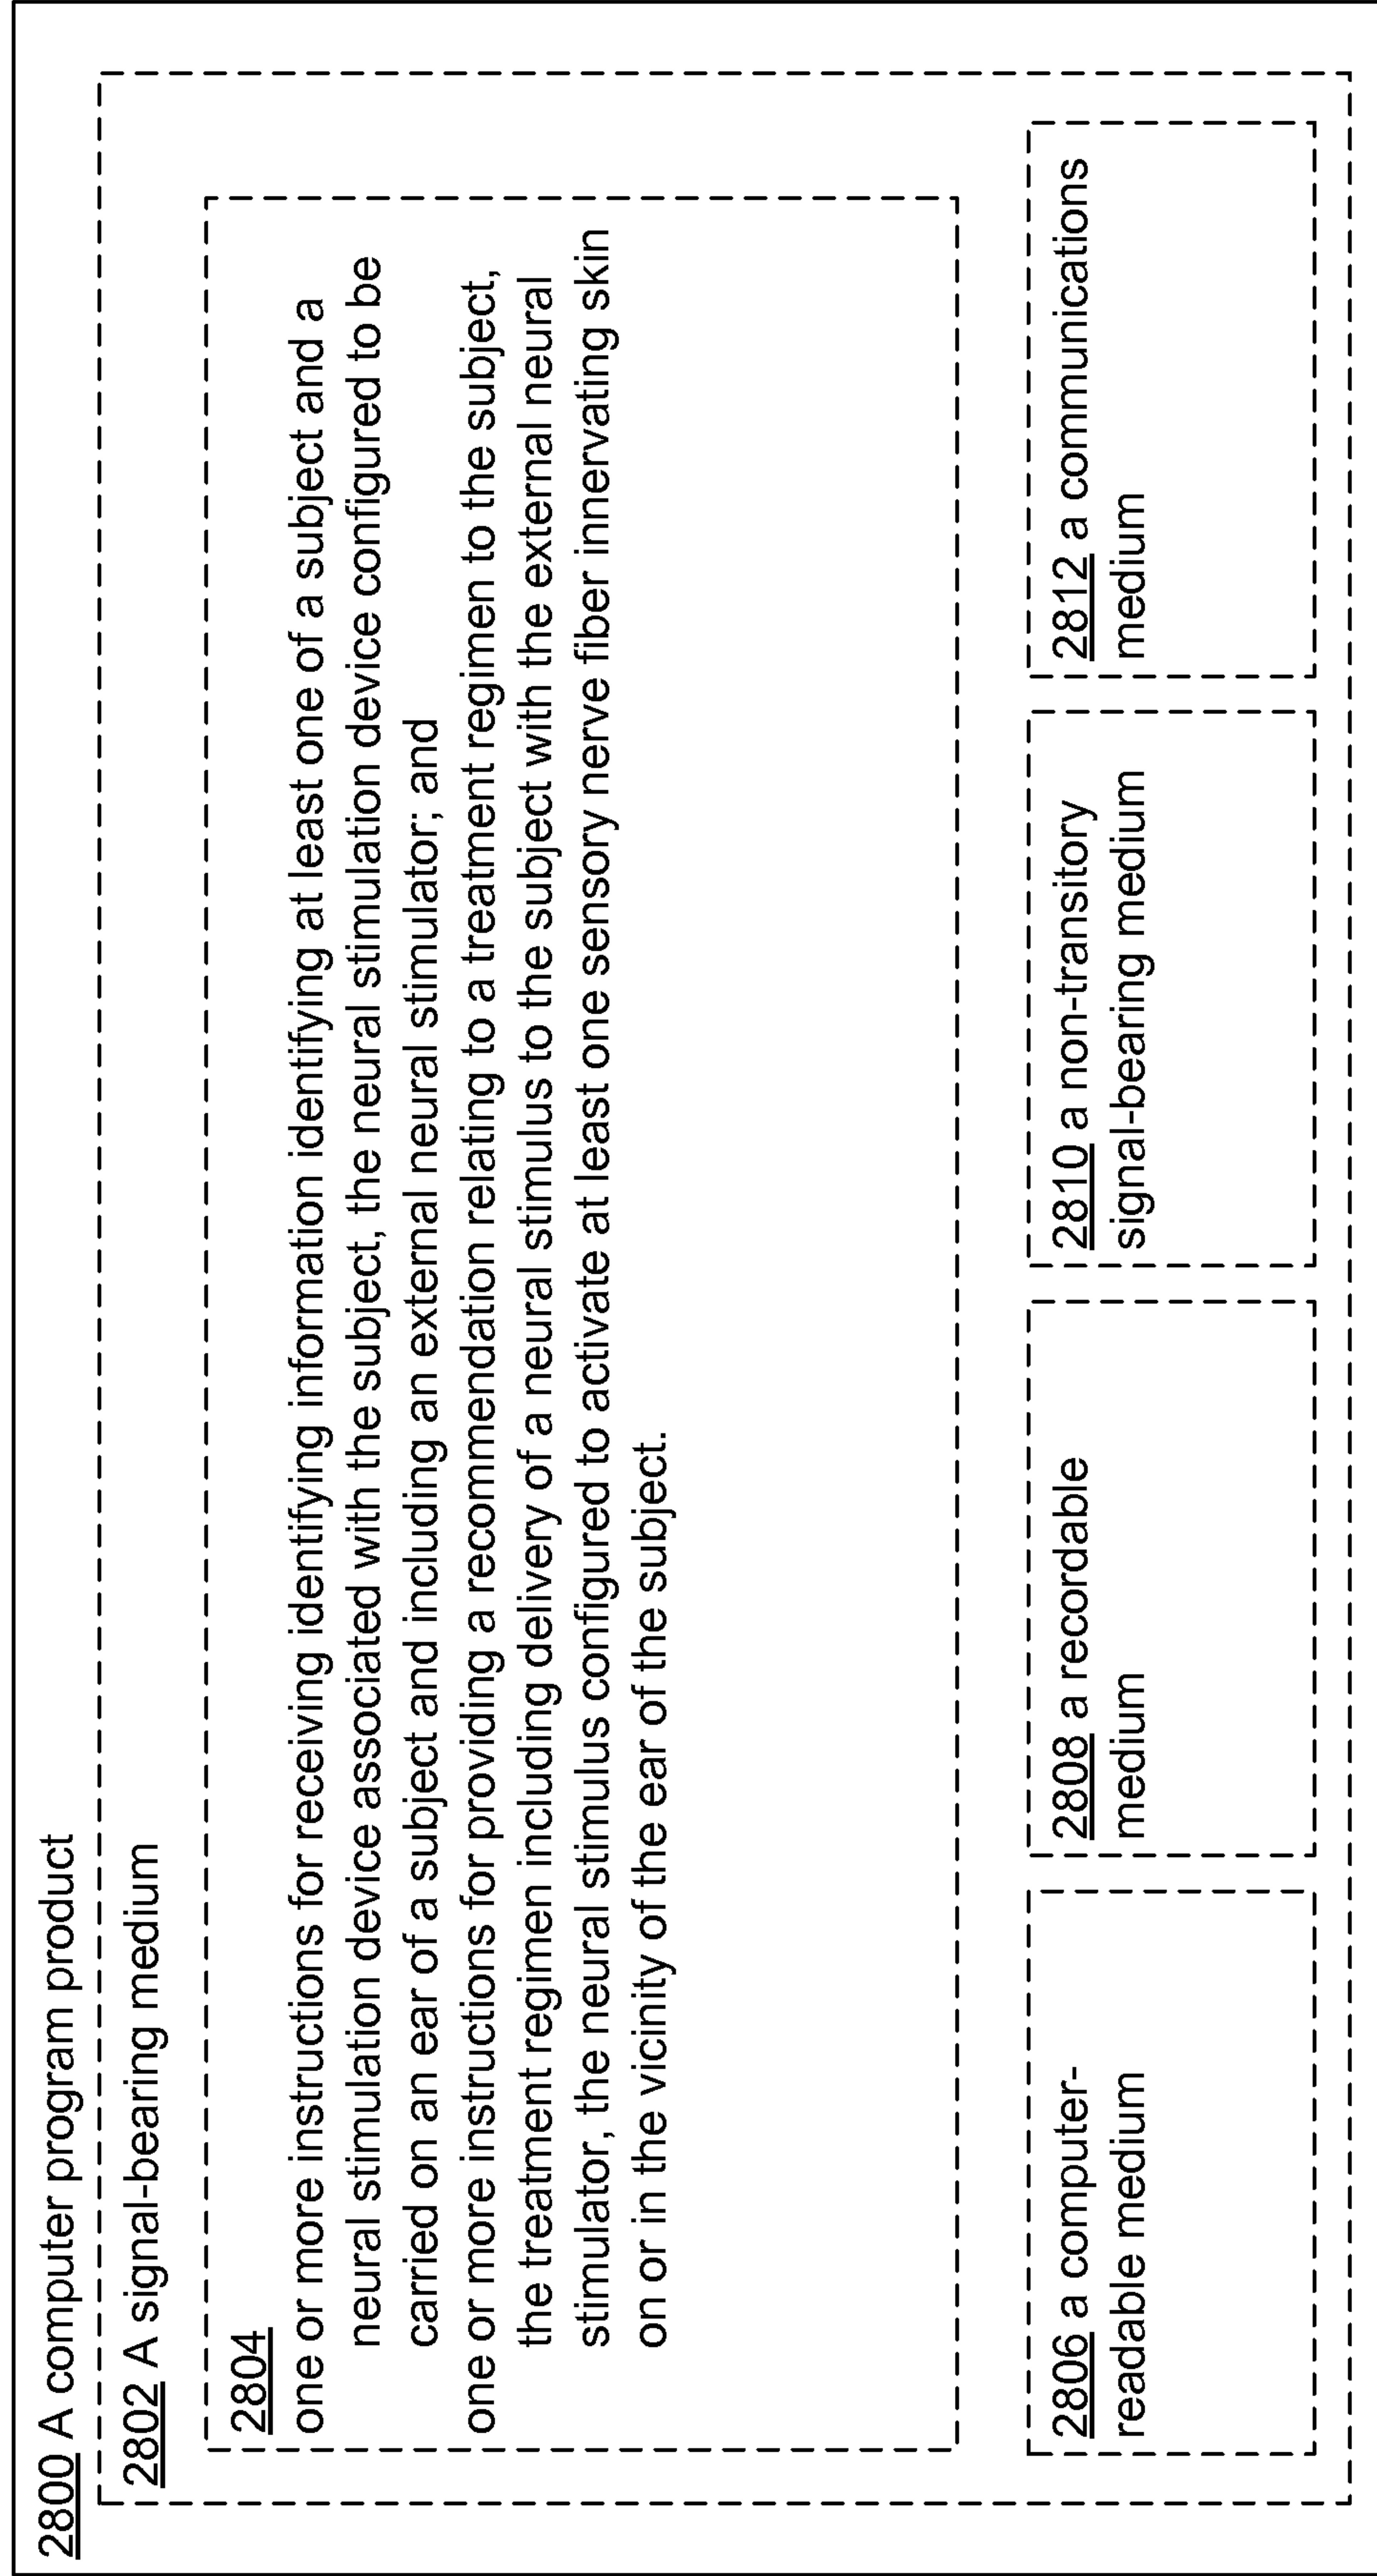 2800 A computer program product
2802 A signal-bearing medium
2804
one or more instructions for receiving identifying information identifying at least one of a subject and a
neural stimulation device associated with the subject, the neural stimulation device configured to be
carried on an ear of a subject and including an external neural stimulator; and
one or more instructions for providing a recommendation relating to a treatment regimen to the subject,
the treatment regimen including delivery of a neural stimulus to the subject with the external neural
stimulator, the neural stimulus configured to activate at least one sensory nerve fiber innervating skin
on or in the vicinity of the ear of the subject.
2806 a computer-
readable medium
2808 a recordable
medium
2810 a non-transitory
signal-bearing medium
2812 a communications
medium